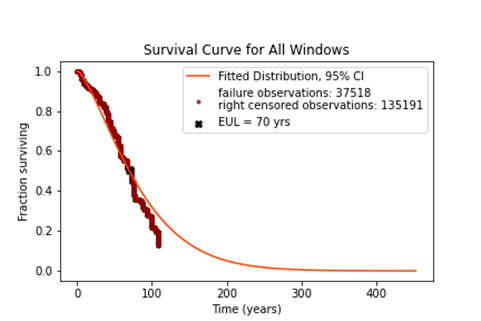 Survival Curve for All Windows
Fitted Distribution, 95% CI
failure observations: 37518
right censored observations: 135191
EUL = 70 yrs
Fraction surviving
1.0
0.8
0.6
0.4
0.2
0.0
0 100 200 300 400
Time (years)